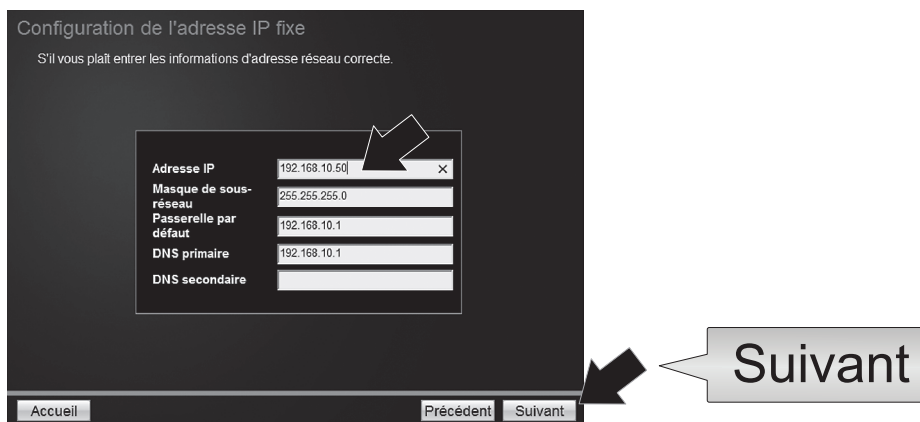 Configuration de l'adresse IP fixe
S'il vous plaît entrer les informations d'adresse réseau correcte.
Adresse IP
192.168.10.50
Masque de sous-
réseau
255.255.255.0
Passerelle par
défaut
192.168.10.1
DNS primaire
192.168.10.1
DNS secondaire
Accueil
Précédent
Suivant
Suivant